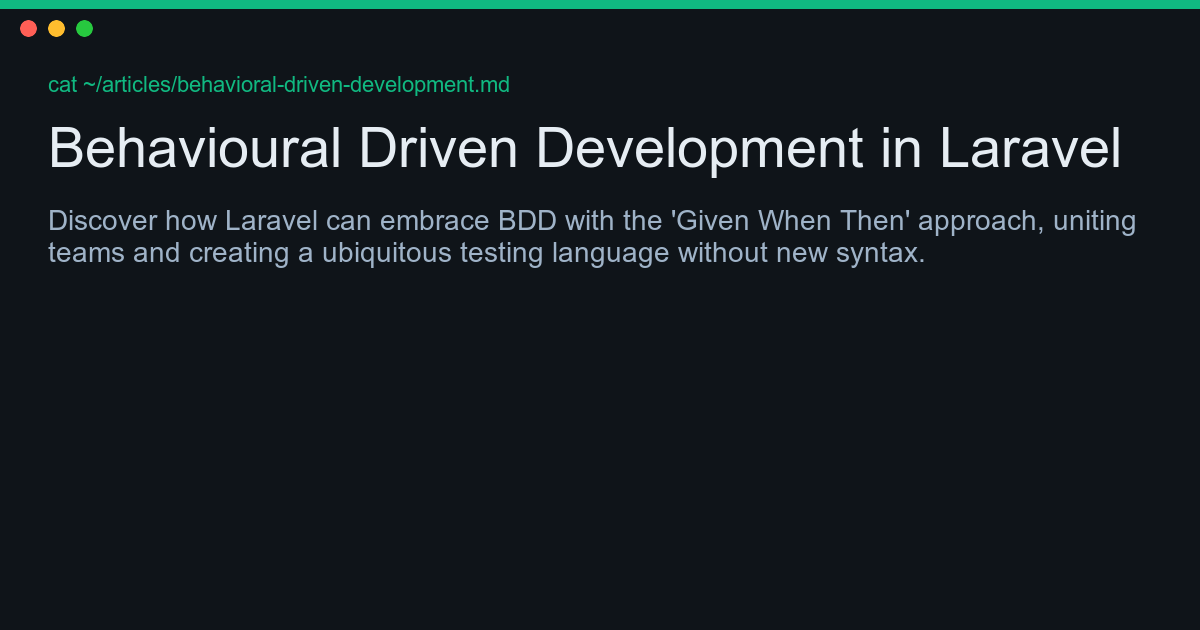 cat ~/articles/behavioral-driven-development.md
Behavioural Driven Development in Laravel
Discover how Laravel can embrace BDD with the 'Given When Then' approach, uniting
teams and creating a ubiquitous testing language without new syntax.